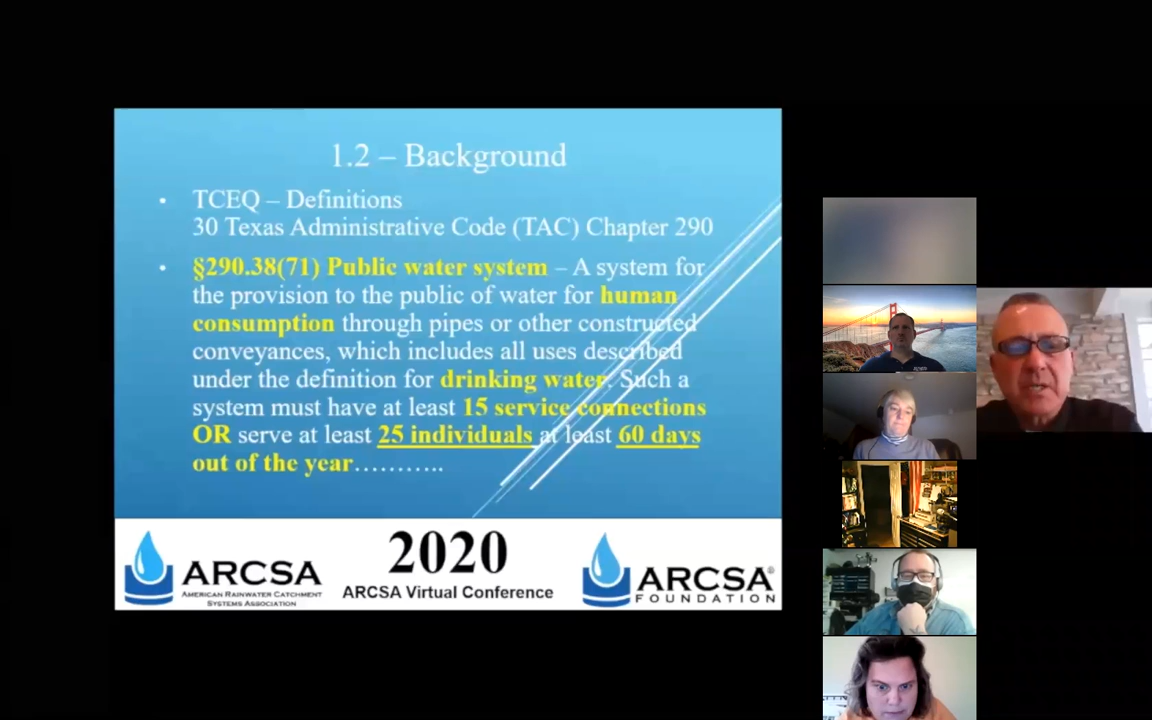 1.2 – Background
• TCEQ – Definitions
30 Texas Administrative Code (TAC) Chapter 290
• §290.38(71) Public water system – A system for
the provision to the public of water for human
consumption through pipes or other constructed
conveyances, which includes all uses described
under the definition for drinking water. Such a
system must have at least 15 service connections
OR serve at least 25 individuals at least 60 days
out of the year………..
ARCSA
AMERICAN RAINWATER CATCHMENT
SYSTEMS ASSOCIATION
2020
ARCSA Virtual Conference
ARCSA®
FOUNDATION